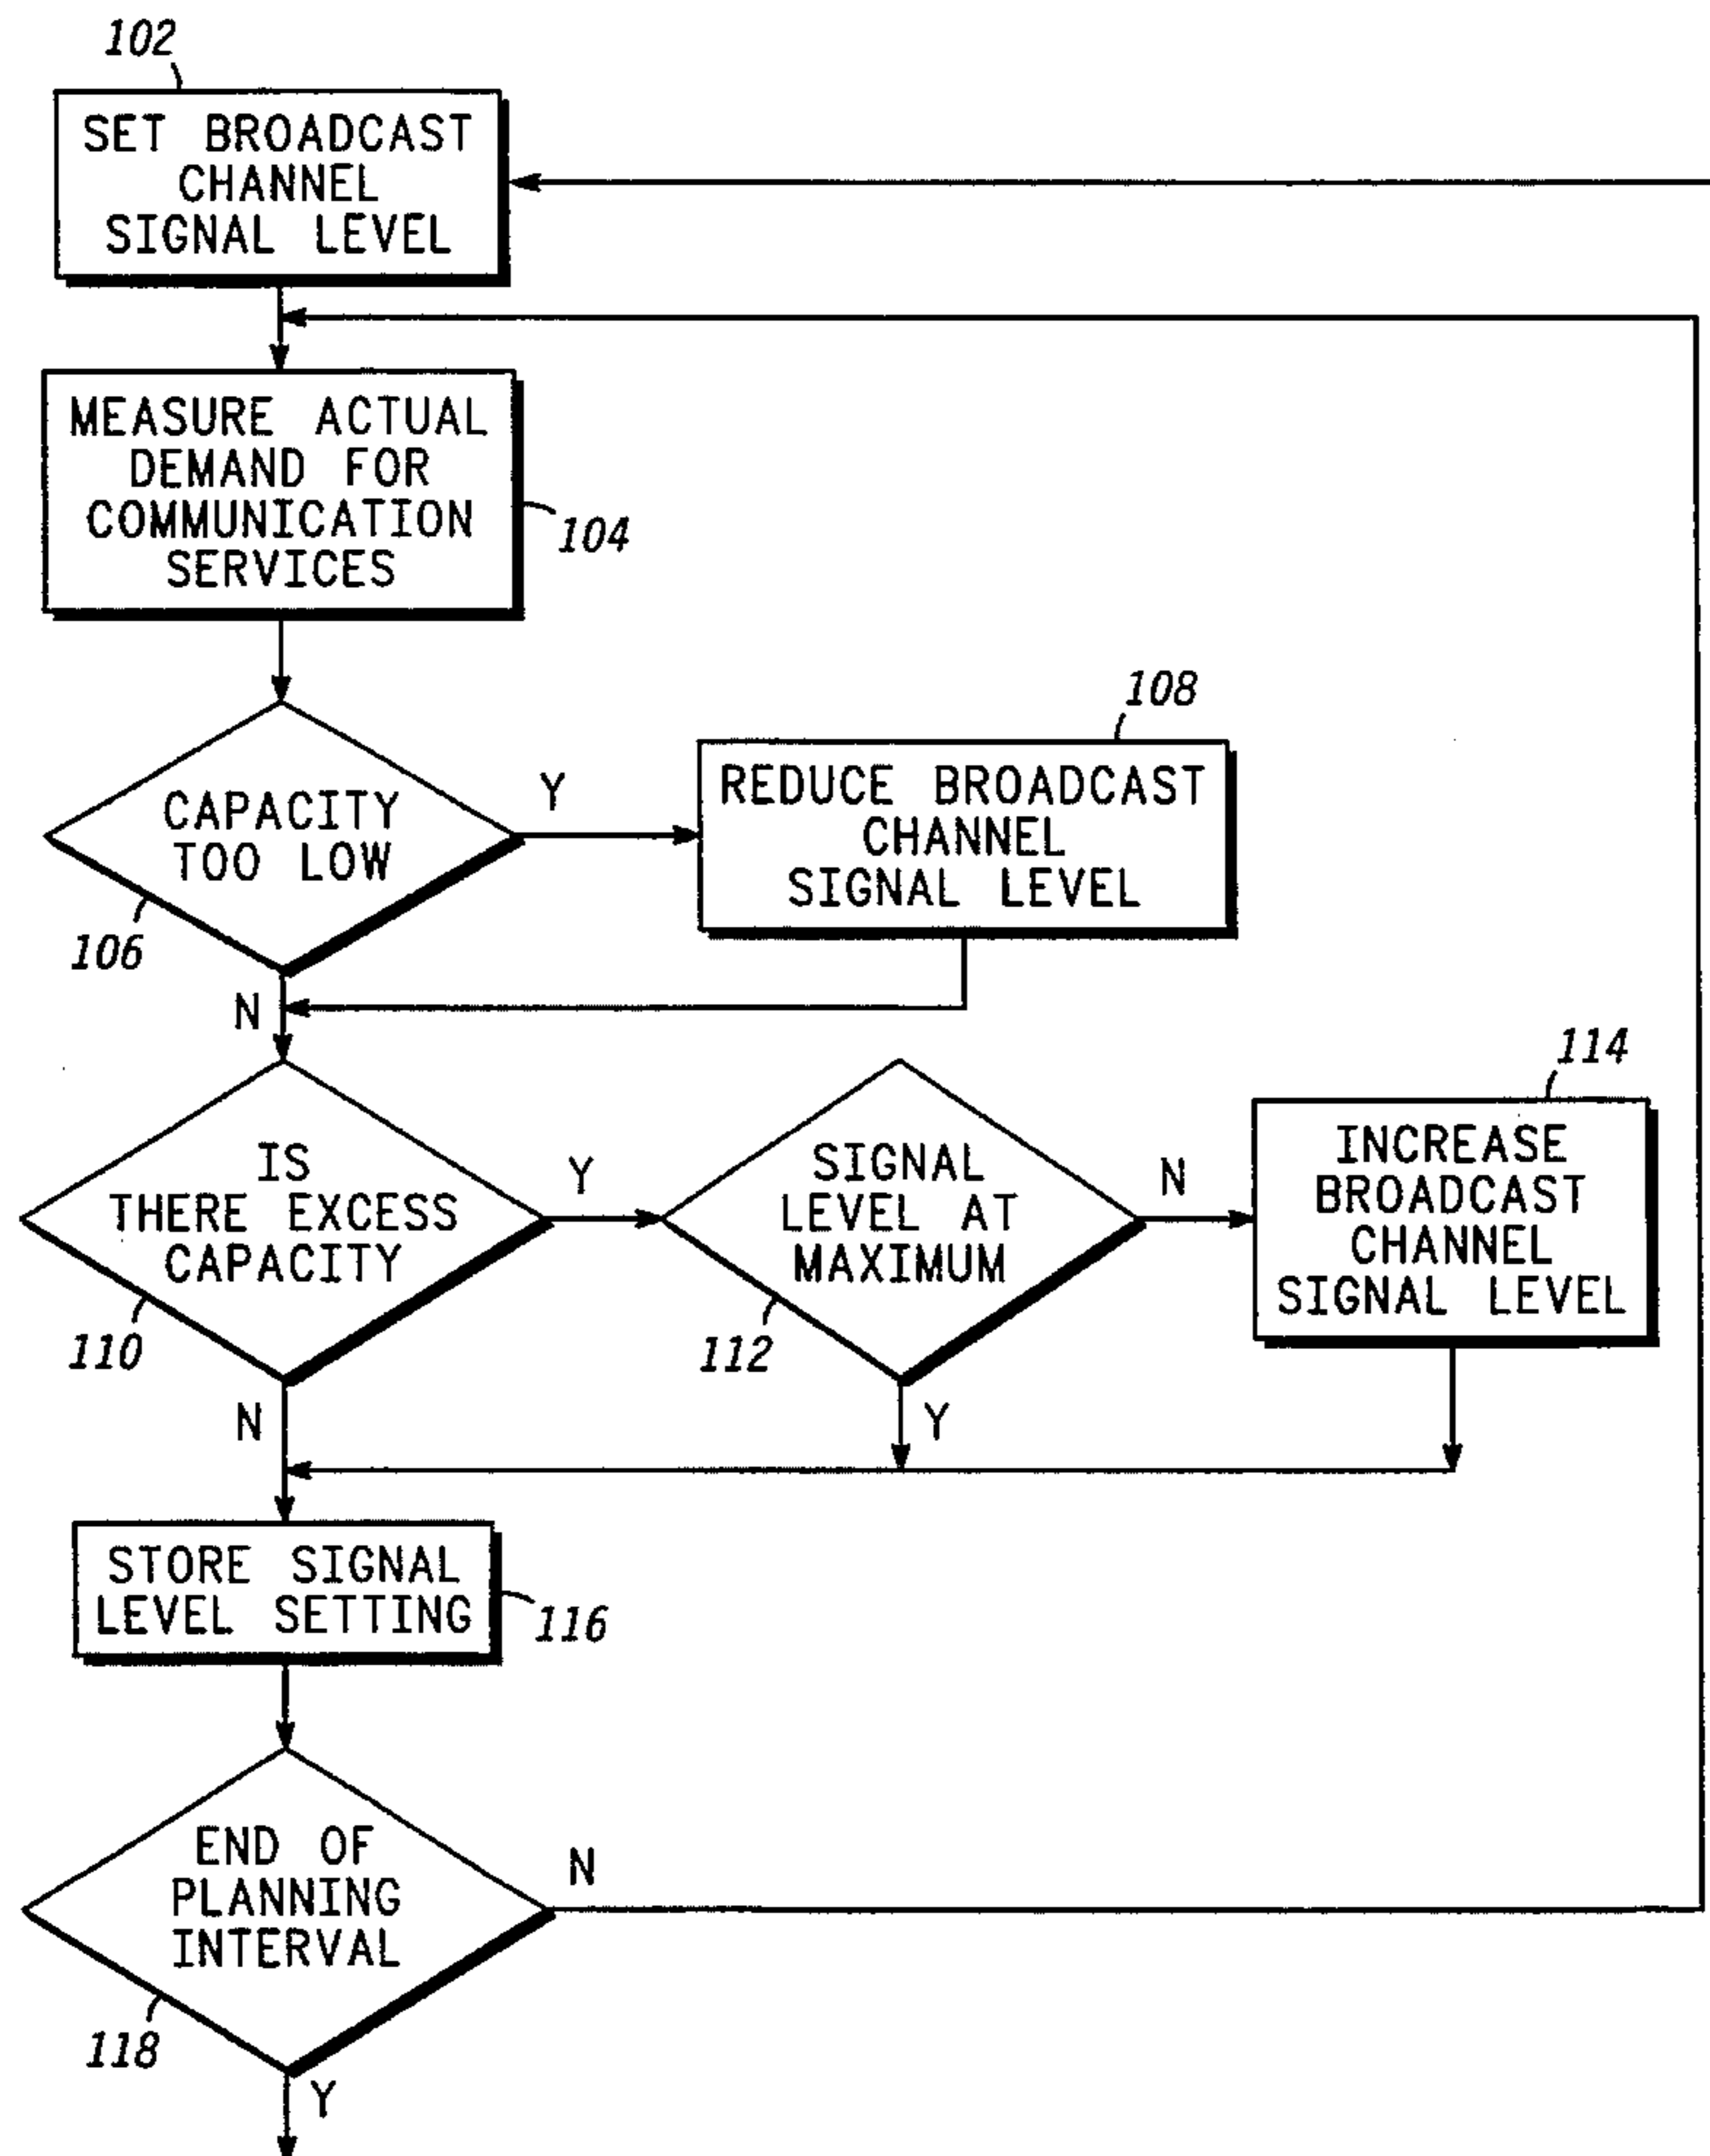 102
SET BROADCAST
CHANNEL
SIGNAL LEVEL
MEASURE ACTUAL
DEMAND FOR
COMMUNICATION
SERVICES
104
CAPACITY
TOO LOW
106
Y
N
108
REDUCE BROADCAST
CHANNEL
SIGNAL LEVEL
IS
THERE EXCESS
CAPACITY
110
Y
N
SIGNAL
LEVEL AT
MAXIMUM
112
N
Y
114
INCREASE
BROADCAST
CHANNEL
SIGNAL LEVEL
STORE SIGNAL
LEVEL SETTING
116
END OF
PLANNING
INTERVAL
118
N
Y